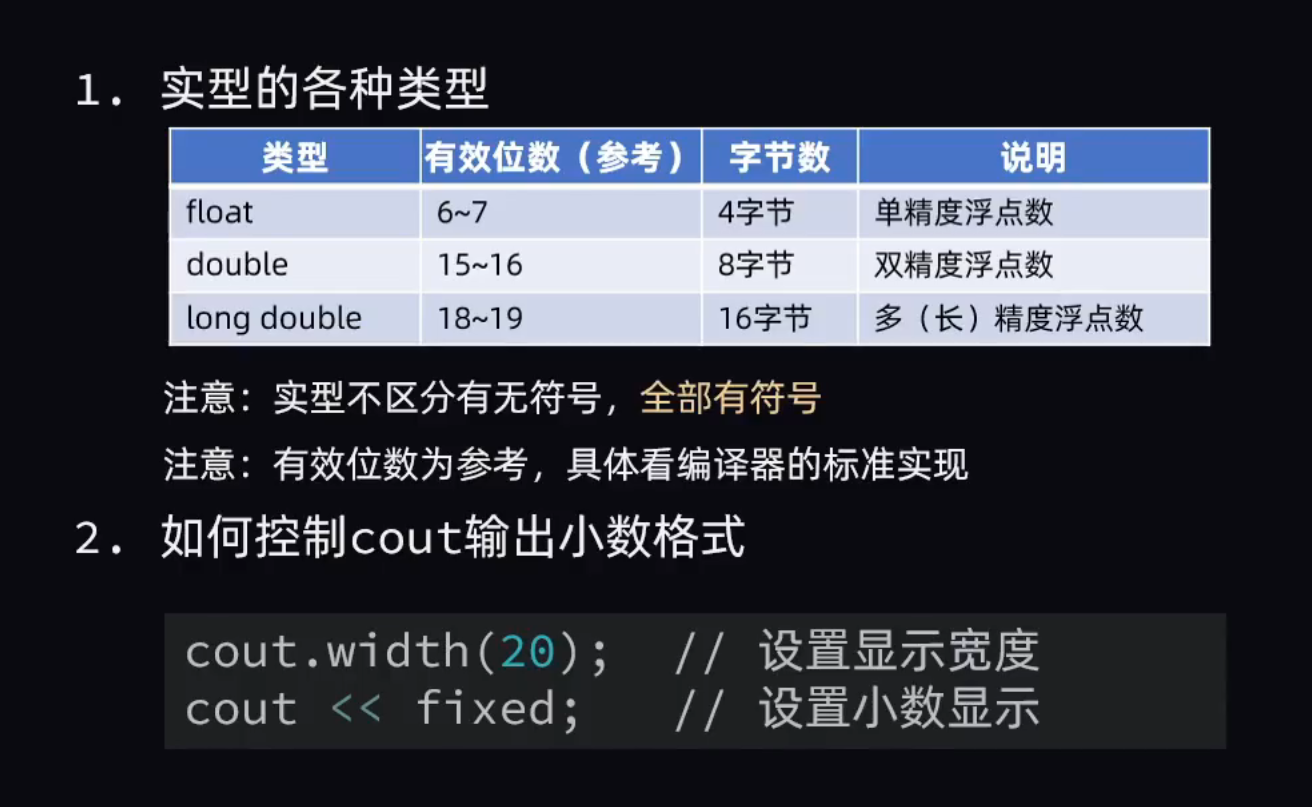 1. 实型的各种类型
类型 有效位数（参考） 字节数 说明
float 6~7 4字节 单精度浮点数
double 15~16 8字节 双精度浮点数
long double 18~19 16字节 多（长）精度浮点数
注意：实型不区分有无符号，全部有符号
注意：有效位数为参考，具体看编译器的标准实现
2. 如何控制cout输出小数格式
cout.width(20); // 设置显示宽度
cout << fixed; // 设置小数显示